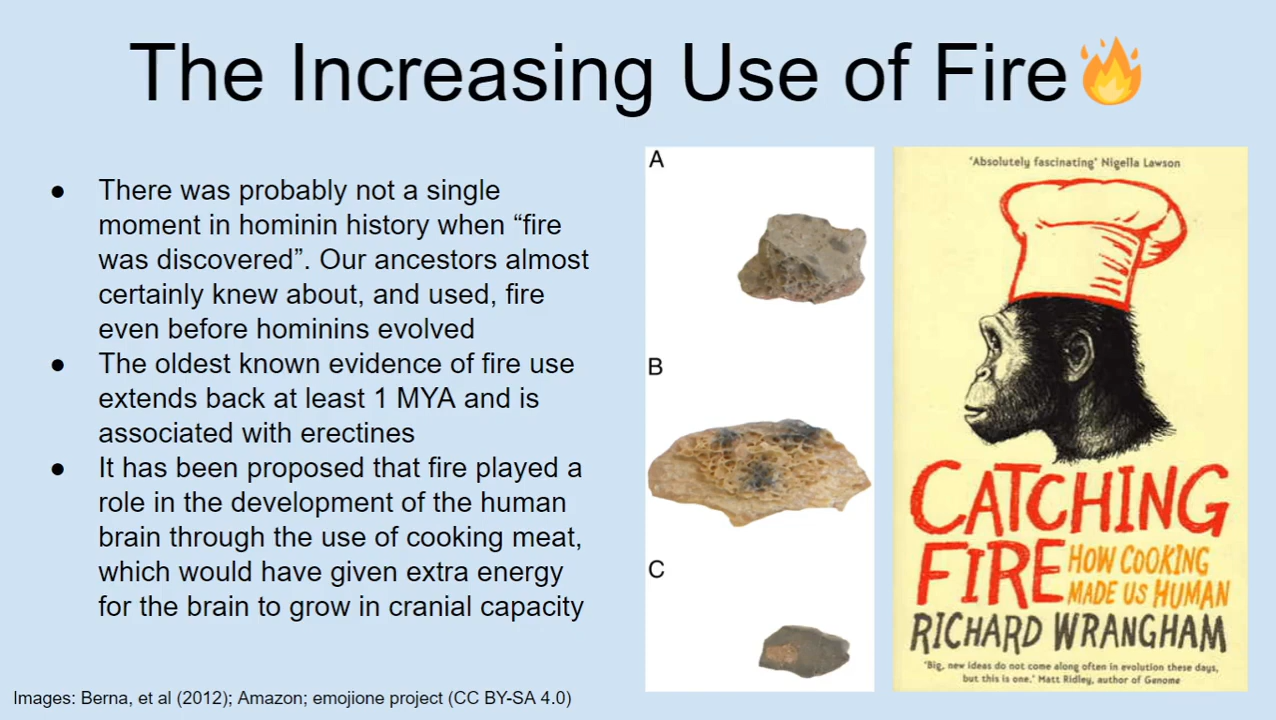 The Increasing Use of Fire
● There was probably not a single
moment in hominin history when “fire
was discovered”. Our ancestors almost
certainly knew about, and used, fire
even before hominins evolved
● The oldest known evidence of fire use
extends back at least 1 MYA and is
associated with erectines
● It has been proposed that fire played a
role in the development of the human
brain through the use of cooking meat,
which would have given extra energy
for the brain to grow in cranial capacity
A
B
C
‘Absolutely fascinating’ Nigella Lawson
CATCHING
FIRE HOW COOKING
MADE US HUMAN
RICHARD WRANGHAM
‘Big, new ideas do not come along often in evolution these days,
but this is one.’ Matt Ridley, author of Genome
Images: Berna, et al (2012); Amazon; emojione project (CC BY-SA 4.0)